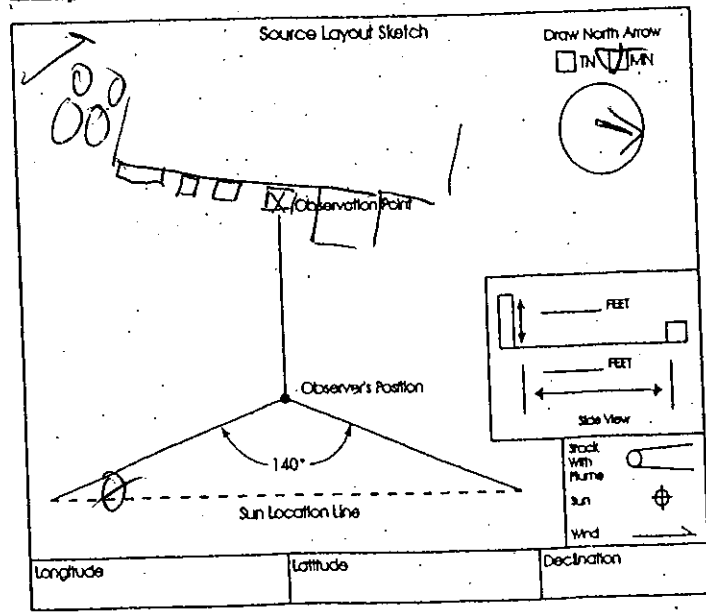 Source Layout Sketch
Draw North Arrow
TN MN
X Observation Point
FEET
FEET
Side View
Observer's Position
140°
Sun Location Line
Stack
With
Plume
Sun
Wind
Longitude
Latitude
Declination